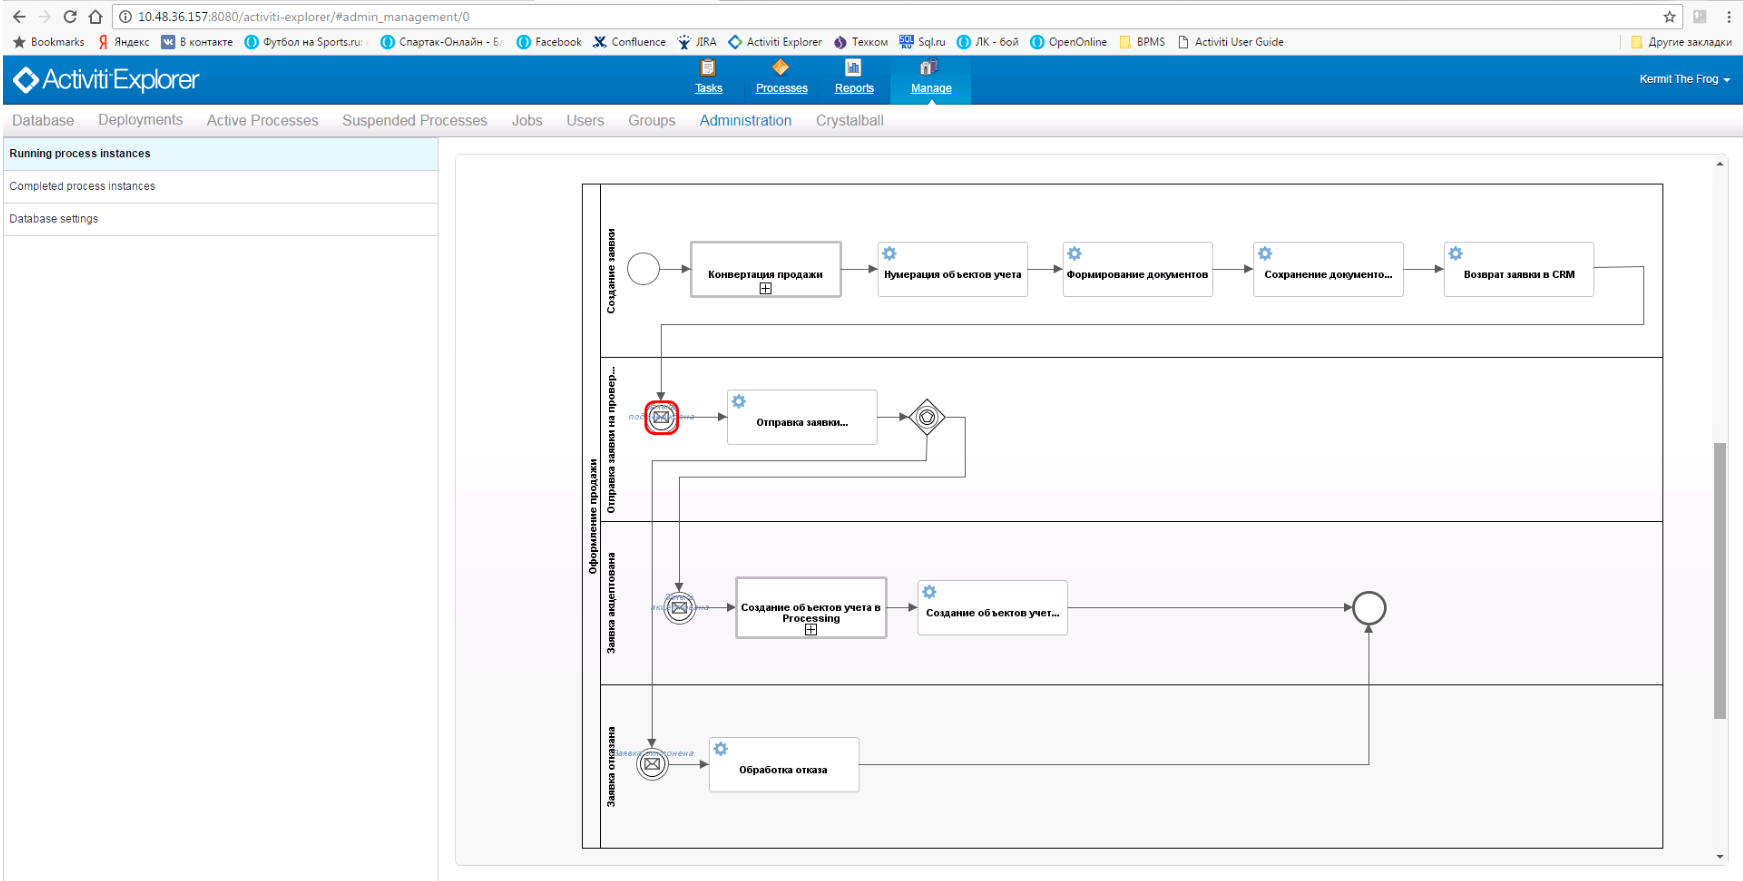 10.48.36.157:8080/activiti-explorer/#admin_management/0
Bookmarks Яндекс В контакте Футбол на Sports.ru: Спартак-Онлайн - Бл Facebook Confluence JIRA Activiti Explorer Техком Sql.ru ЛК - бой OpenOnline BPMS Activiti User Guide Другие закладки
Activiti Explorer
Tasks Processes Reports Manage
Kermit The Frog
Database Deployments Active Processes Suspended Processes Jobs Users Groups Administration Crystalball
Running process instances
Completed process instances
Database settings
Оформление продажи
Создание заявки
Конвертация продажи
Нумерация объектов учета
Формирование документов
Сохранение документо...
Возврат заявки в CRM
Отправка заявки на провер...
Отправка заявки...
Заявка акцептована
Создание объектов учета в
Processing
Создание объектов учет...
Заявка отказана
Обработка отказа